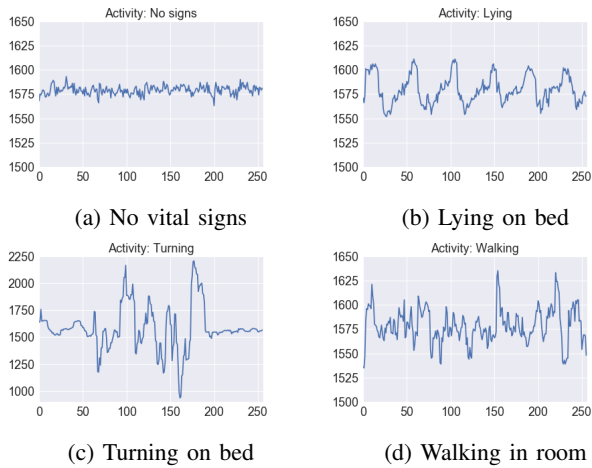 Activity: No signs
1650
1625
1600
1575
1550
1525
1500
0 50 100 150 200 250
(a) No vital signs
Activity: Lying
1650
1625
1600
1575
1550
1525
1500
0 50 100 150 200 250
(b) Lying on bed
Activity: Turning
2250
2000
1750
1500
1250
1000
0 50 100 150 200 250
(c) Turning on bed
Activity: Walking
1650
1625
1600
1575
1550
1525
1500
0 50 100 150 200 250
(d) Walking in room